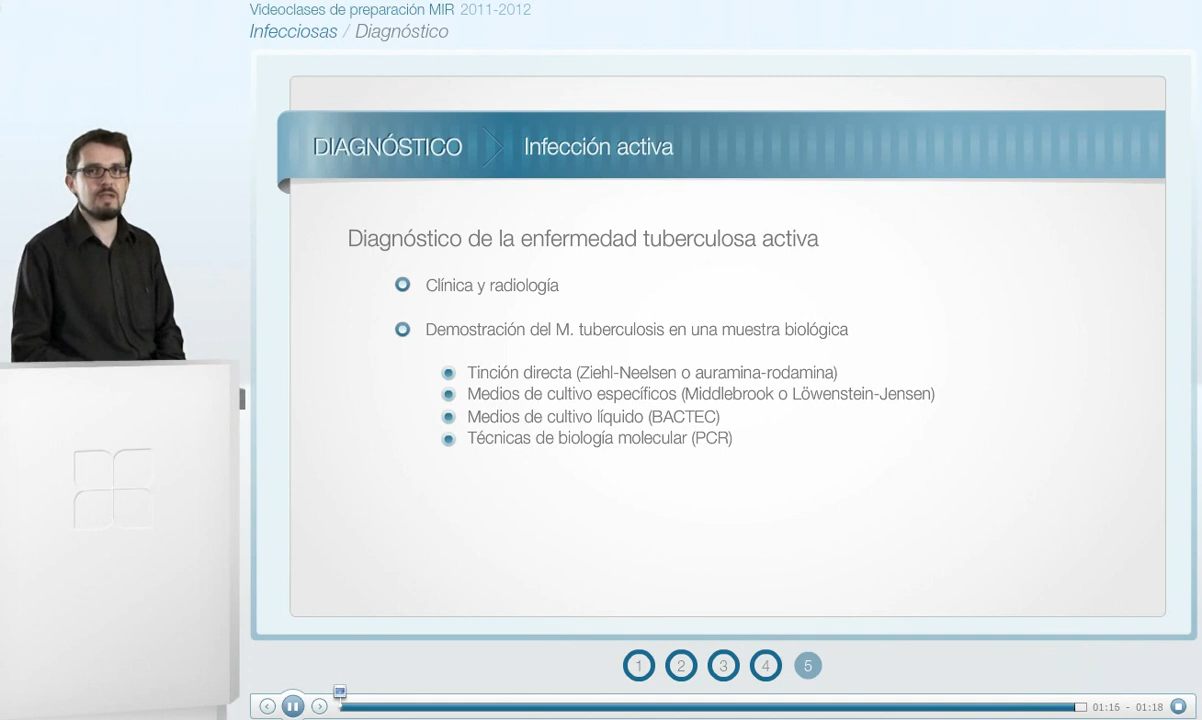 Videoclases de preparación MIR 2011-2012
Infecciosas / Diagnóstico
DIAGNÓSTICO Infección activa
Diagnóstico de la enfermedad tuberculosa activa
Clínica y radiología
Demostración del M. tuberculosis en una muestra biológica
Tinción directa (Ziehl-Neelsen o auramina-rodamina)
Medios de cultivo específicos (Middlebrook o Löwenstein-Jensen)
Medios de cultivo líquido (BACTEC)
Técnicas de biología molecular (PCR)
1 2 3 4 5
01:15 - 01:18